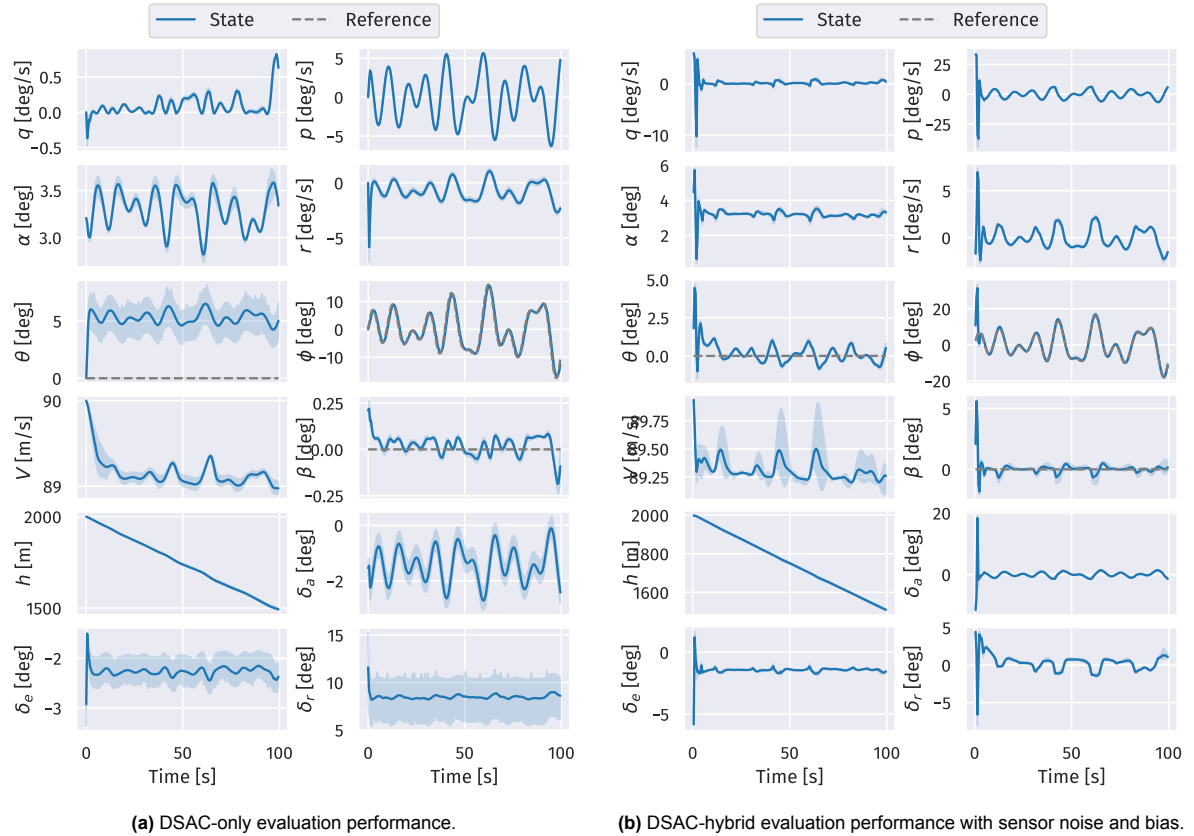 State Reference State Reference
q [deg/s] 0.5 0.0 −0.5
p [deg/s] 5 0 −5
α [deg] 3.5 3.0
r [deg/s] 0 −5
θ [deg] 5 0
ϕ [deg] 10 0 −10
V [m/s] 90 89
β [deg] 0.25 0.00 −0.25
h [m] 2000 1500
δa [deg] 0 −2
δe [deg] −2 −3
δr [deg] 15 10 5
0 50 100 0 50 100
Time [s] Time [s]
(a) DSAC-only evaluation performance.
q [deg/s] 0 −10
p [deg/s] 25 0 −25
α [deg] 6 4 2
r [deg/s] 5 0
θ [deg] 5.0 2.5 0.0
ϕ [deg] 20 0 −20
V [m/s] 89.75 89.50 89.25
β [deg] 5 0
h [m] 2000 1800 1600
δa [deg] 20 0
δe [deg] 0 −5
δr [deg] 5 0 −5
0 50 100 0 50 100
Time [s] Time [s]
(b) DSAC-hybrid evaluation performance with sensor noise and bias.